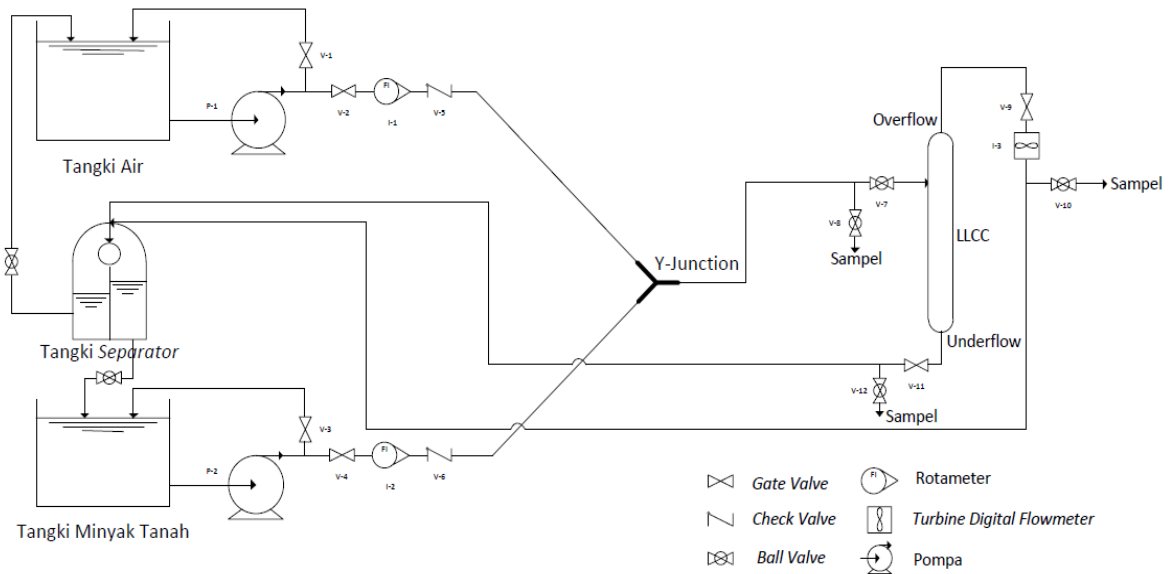 V-1
P-1
V-2
FI
I-1
V-5
Tangki Air
V-9
Overflow
I-3
V-7
V-10
Sampel
V-8
Sampel
LLCC
Y-Junction
Tangki Separator
Underflow
V-11
V-12
Sampel
V-3
P-2
V-4
FI
I-2
V-6
Tangki Minyak Tanah
Gate Valve
FI
Rotameter
Check Valve
Turbine Digital Flowmeter
Ball Valve
Pompa